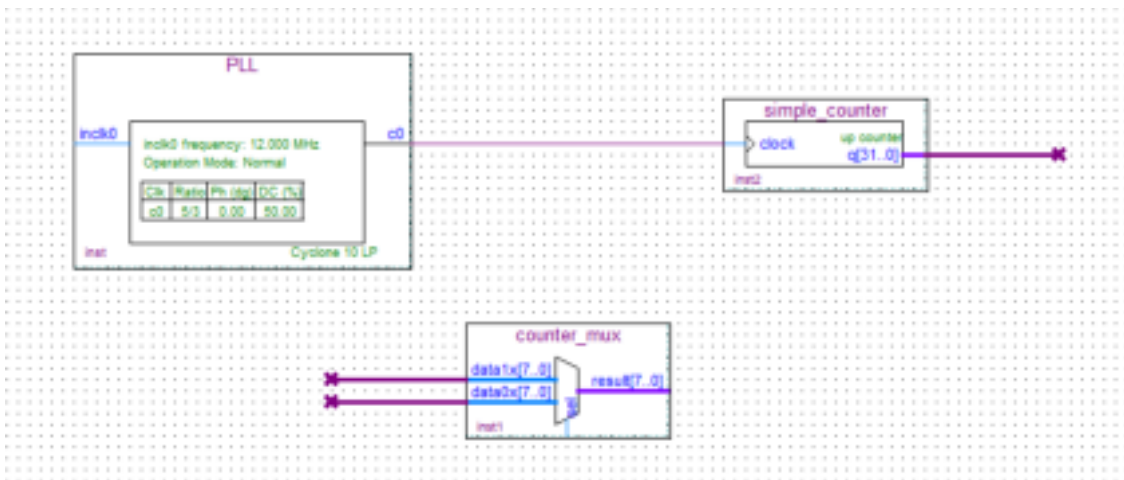 PLL
inclk0
c0
inclk0 frequency: 12.000 MHz
Operation Mode: Normal
Clk Ratio Ph (dg) DC (%)
c0 5/3 0.00 50.00
inst
Cyclone 10 LP
simple_counter
up counter
clock
q[31..0]
inst2
counter_mux
data1x[7..0]
result[7..0]
data0x[7..0]
sel
inst1